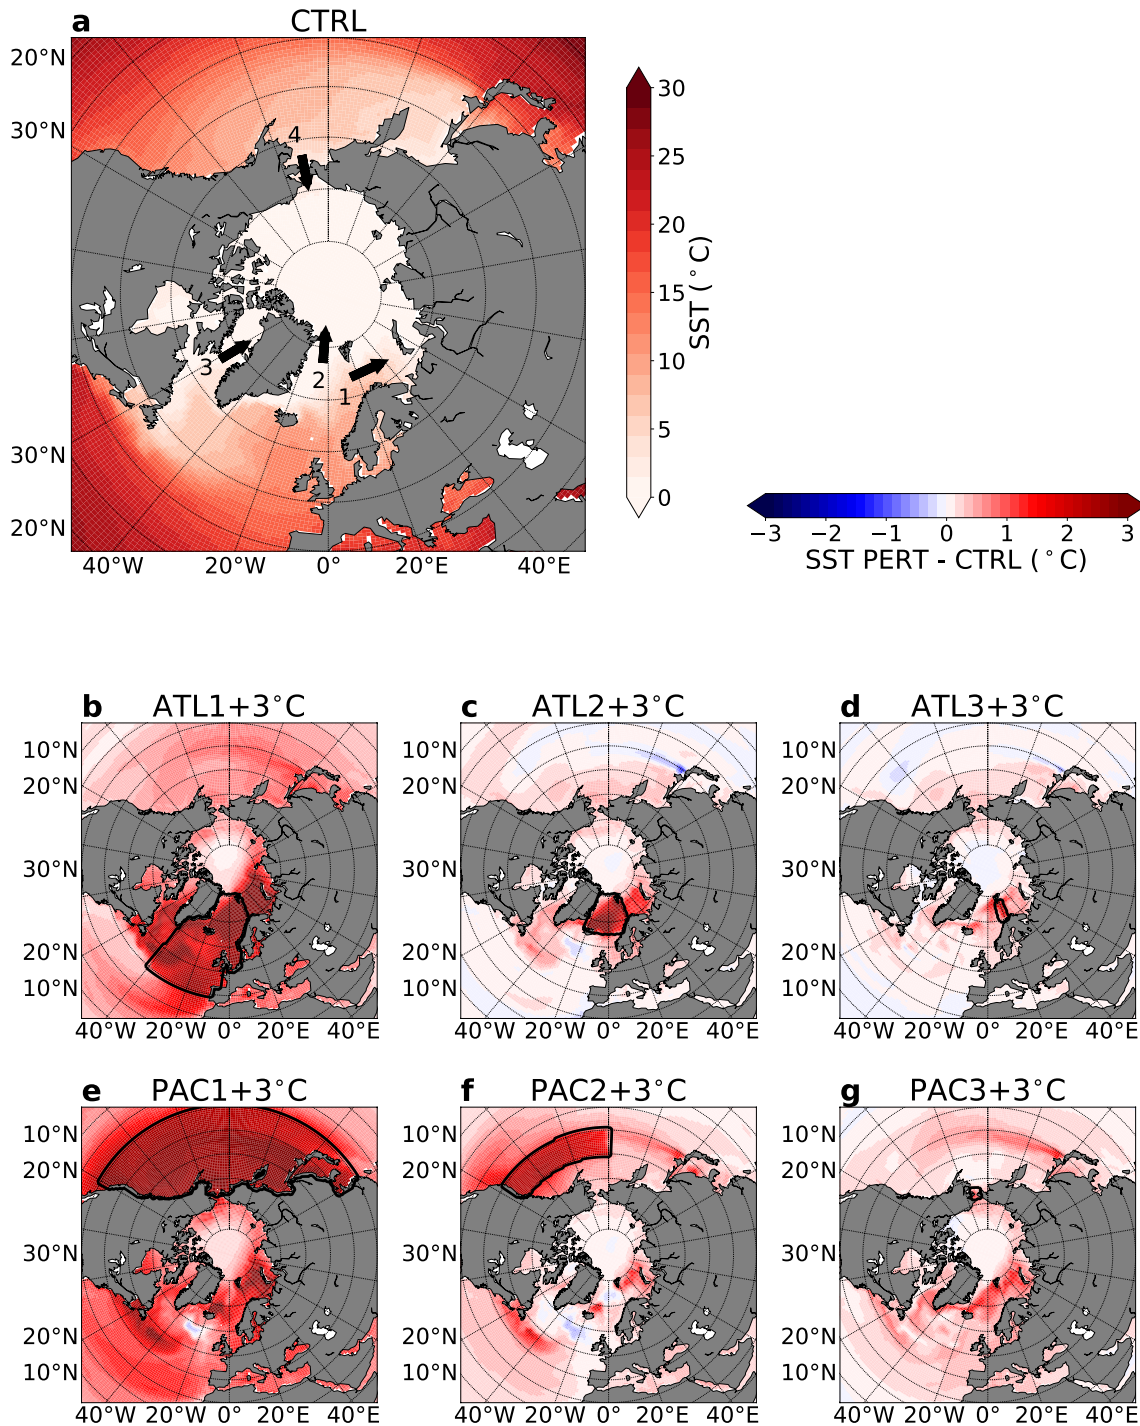 a CTRL
20°N
30°N
4
3
2
1
30°N
20°N
40°W 20°W 0° 20°E 40°E
30
25
20
15
10
5
0
SST (°C)
−3 −2 −1 0 1 2 3
SST PERT - CTRL (°C)
b ATL1+3°C
10°N
20°N
30°N
20°N
10°N
40°W 20°W 0° 20°E 40°E
c ATL2+3°C
10°N
20°N
30°N
20°N
10°N
40°W 20°W 0° 20°E 40°E
d ATL3+3°C
10°N
20°N
30°N
20°N
10°N
40°W 20°W 0° 20°E 40°E
e PAC1+3°C
10°N
20°N
30°N
20°N
10°N
40°W 20°W 0° 20°E 40°E
f PAC2+3°C
10°N
20°N
30°N
20°N
10°N
40°W 20°W 0° 20°E 40°E
g PAC3+3°C
10°N
20°N
30°N
20°N
10°N
40°W 20°W 0° 20°E 40°E